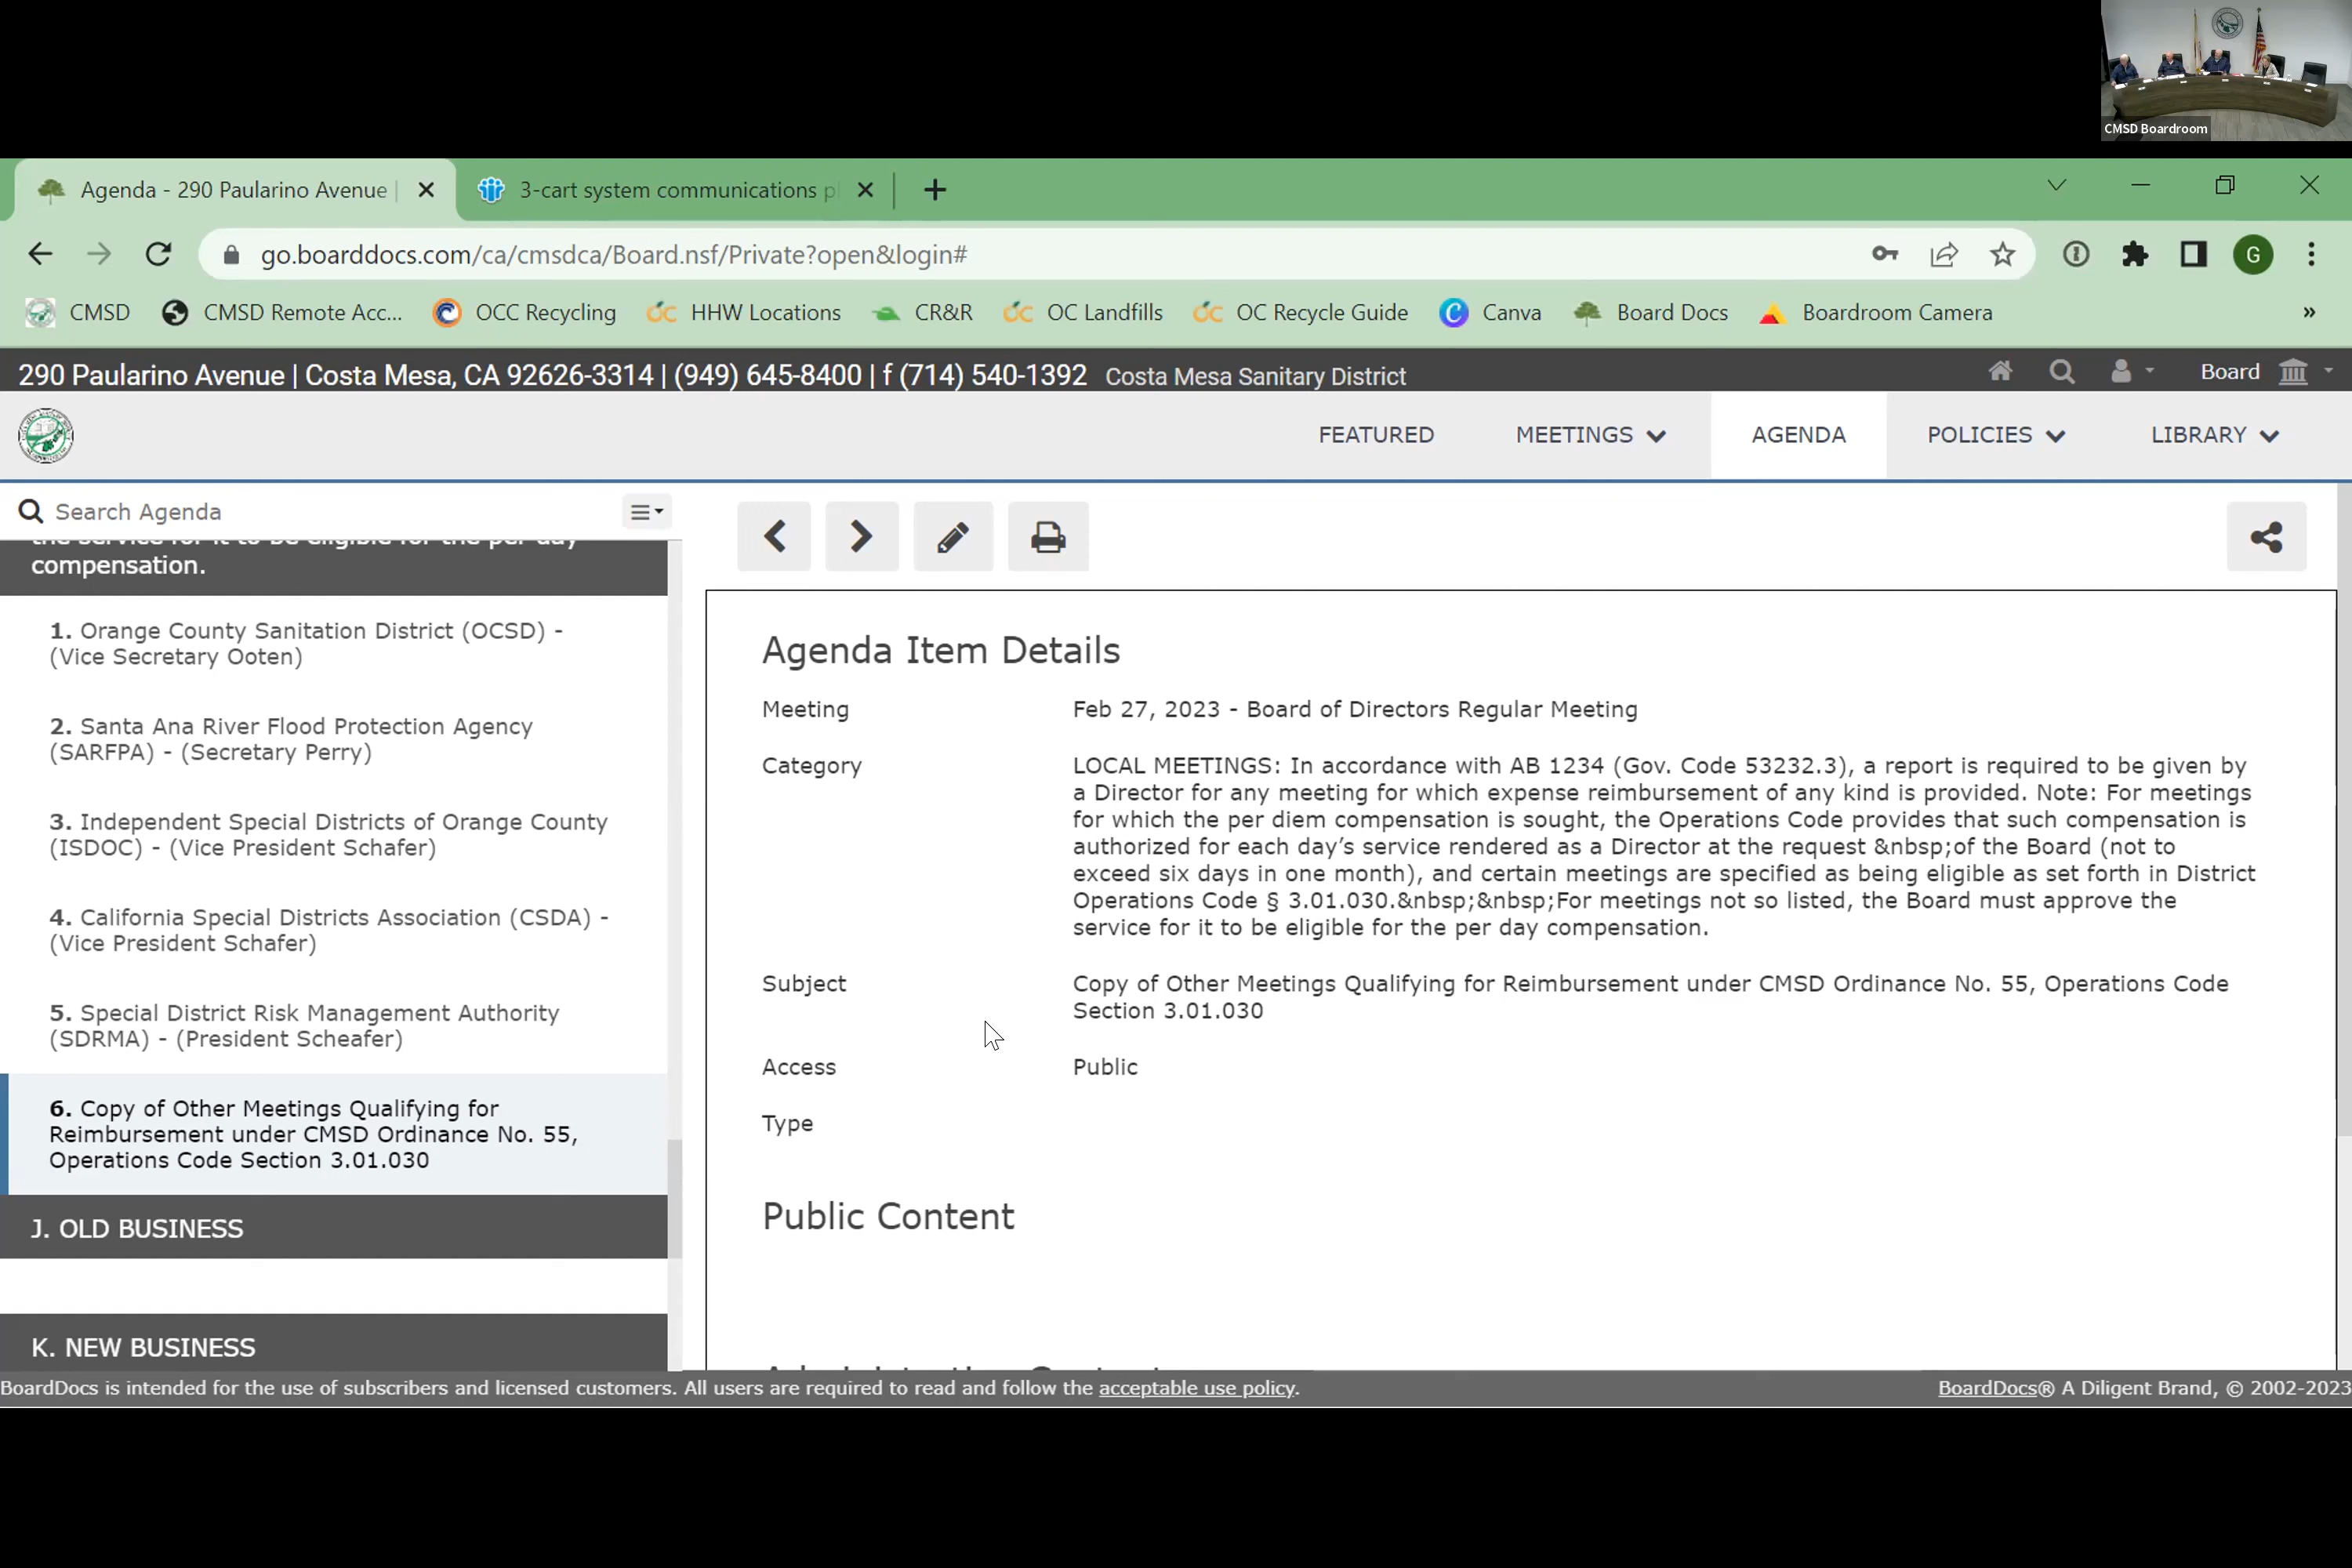 CMSD Boardroom
Agenda - 290 Paularino Avenue |
3-cart system communications p
go.boarddocs.com/ca/cmsdca/Board.nsf/Private?open&login#
G
CMSD
CMSD Remote Acc...
OCC Recycling
HHW Locations
CR&R
OC Landfills
OC Recycle Guide
Canva
Board Docs
Boardroom Camera
»
290 Paularino Avenue | Costa Mesa, CA 92626-3314 | (949) 645-8400 | f (714) 540-1392 Costa Mesa Sanitary District
Board
FEATURED
MEETINGS
AGENDA
POLICIES
LIBRARY
Search Agenda
the service for it to be eligible for the per day
compensation.
1. Orange County Sanitation District (OCSD) -
(Vice Secretary Ooten)
2. Santa Ana River Flood Protection Agency
(SARFPA) - (Secretary Perry)
3. Independent Special Districts of Orange County
(ISDOC) - (Vice President Schafer)
4. California Special Districts Association (CSDA) -
(Vice President Schafer)
5. Special District Risk Management Authority
(SDRMA) - (President Scheafer)
6. Copy of Other Meetings Qualifying for
Reimbursement under CMSD Ordinance No. 55,
Operations Code Section 3.01.030
J. OLD BUSINESS
K. NEW BUSINESS
Agenda Item Details
Meeting
Feb 27, 2023 - Board of Directors Regular Meeting
Category
LOCAL MEETINGS: In accordance with AB 1234 (Gov. Code 53232.3), a report is required to be given by
a Director for any meeting for which expense reimbursement of any kind is provided. Note: For meetings
for which the per diem compensation is sought, the Operations Code provides that such compensation is
authorized for each day’s service rendered as a Director at the request &nbsp;of the Board (not to
exceed six days in one month), and certain meetings are specified as being eligible as set forth in District
Operations Code § 3.01.030.&nbsp;&nbsp;For meetings not so listed, the Board must approve the
service for it to be eligible for the per day compensation.
Subject
Copy of Other Meetings Qualifying for Reimbursement under CMSD Ordinance No. 55, Operations Code
Section 3.01.030
Access
Public
Type
Public Content
BoardDocs is intended for the use of subscribers and licensed customers. All users are required to read and follow the acceptable use policy.
BoardDocs® A Diligent Brand, © 2002-2023